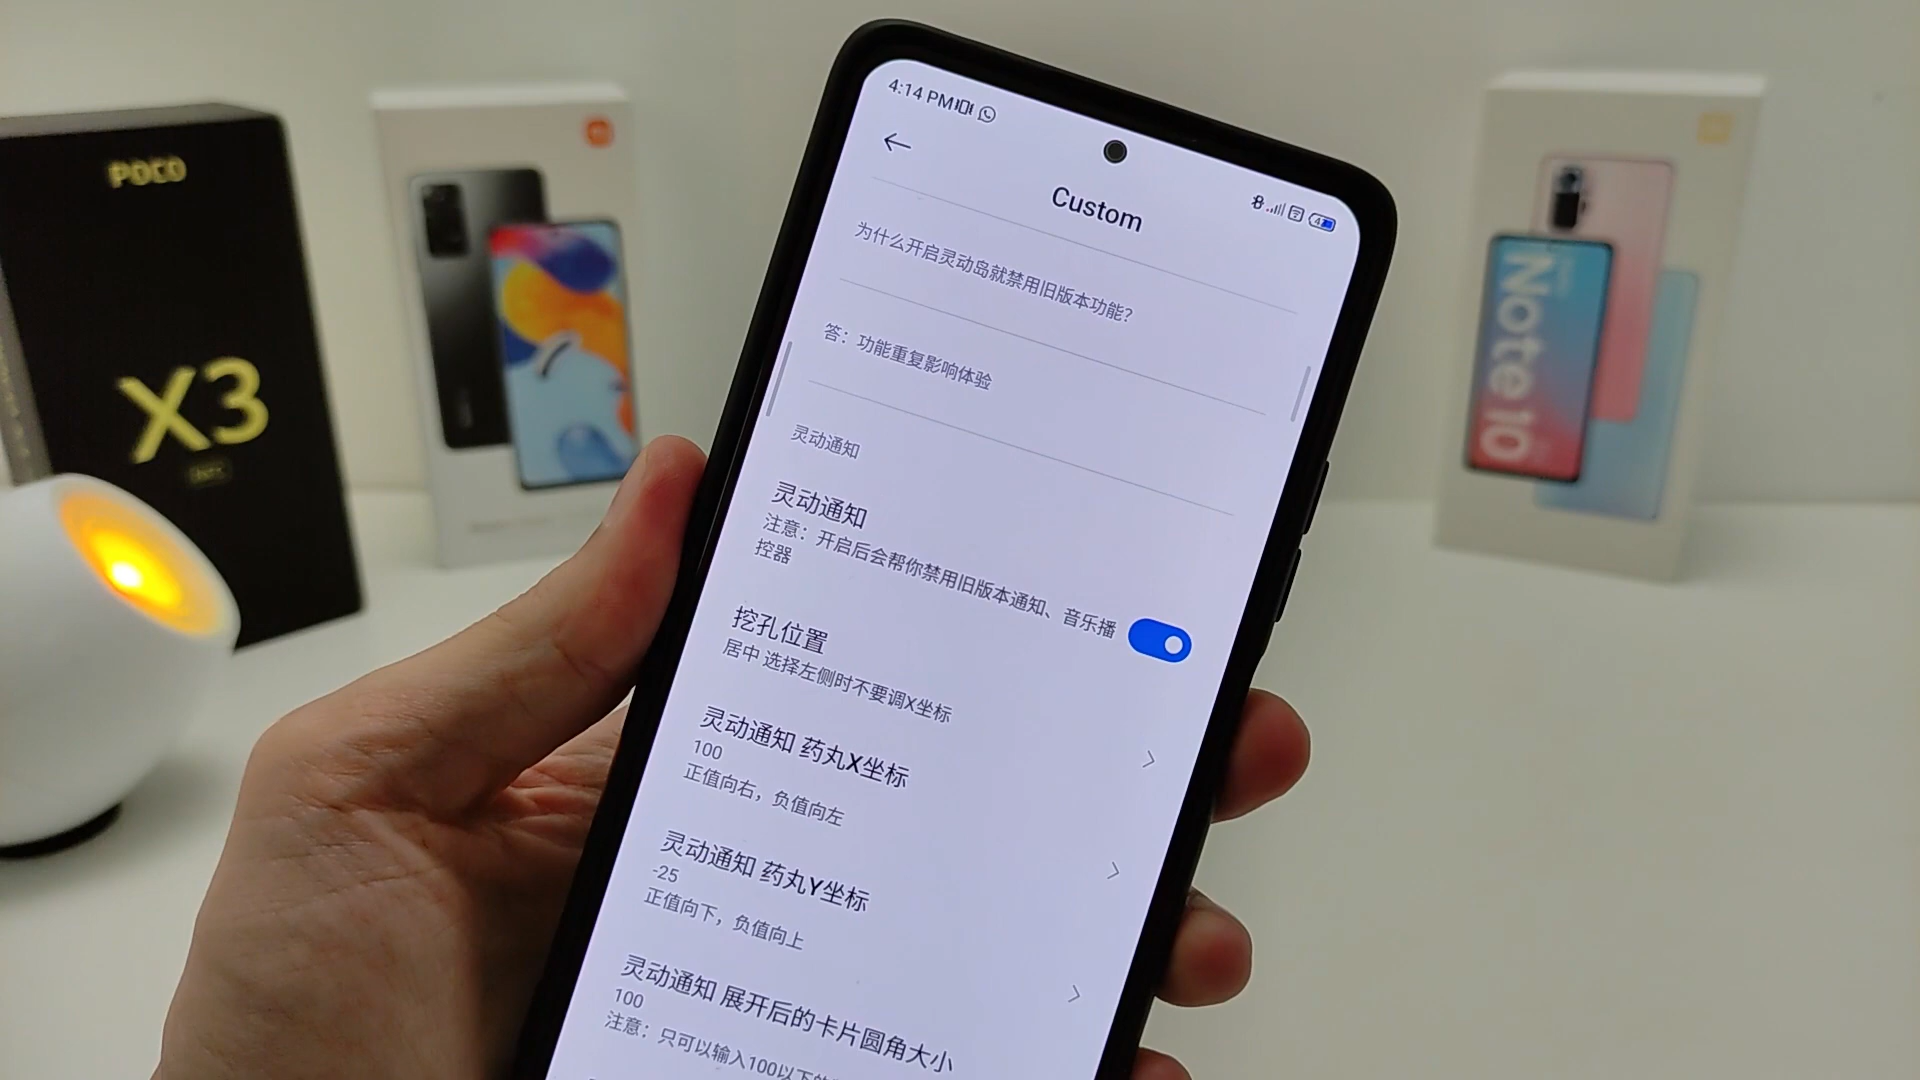 POCO
X3
Note 10
4:14 PM
4
Custom
为什么开启灵动岛就禁用旧版本功能?
答：功能重复影响体验
灵动通知
灵动通知
注意：开启后会帮你禁用旧版本通知、音乐播
控器
挖孔位置
居中 选择左侧时不要调X坐标
灵动通知 药丸X坐标
100
正值向右，负值向左
灵动通知 药丸Y坐标
-25
正值向下，负值向上
灵动通知 展开后的卡片圆角大小
100
注意：只可以输入100以下的